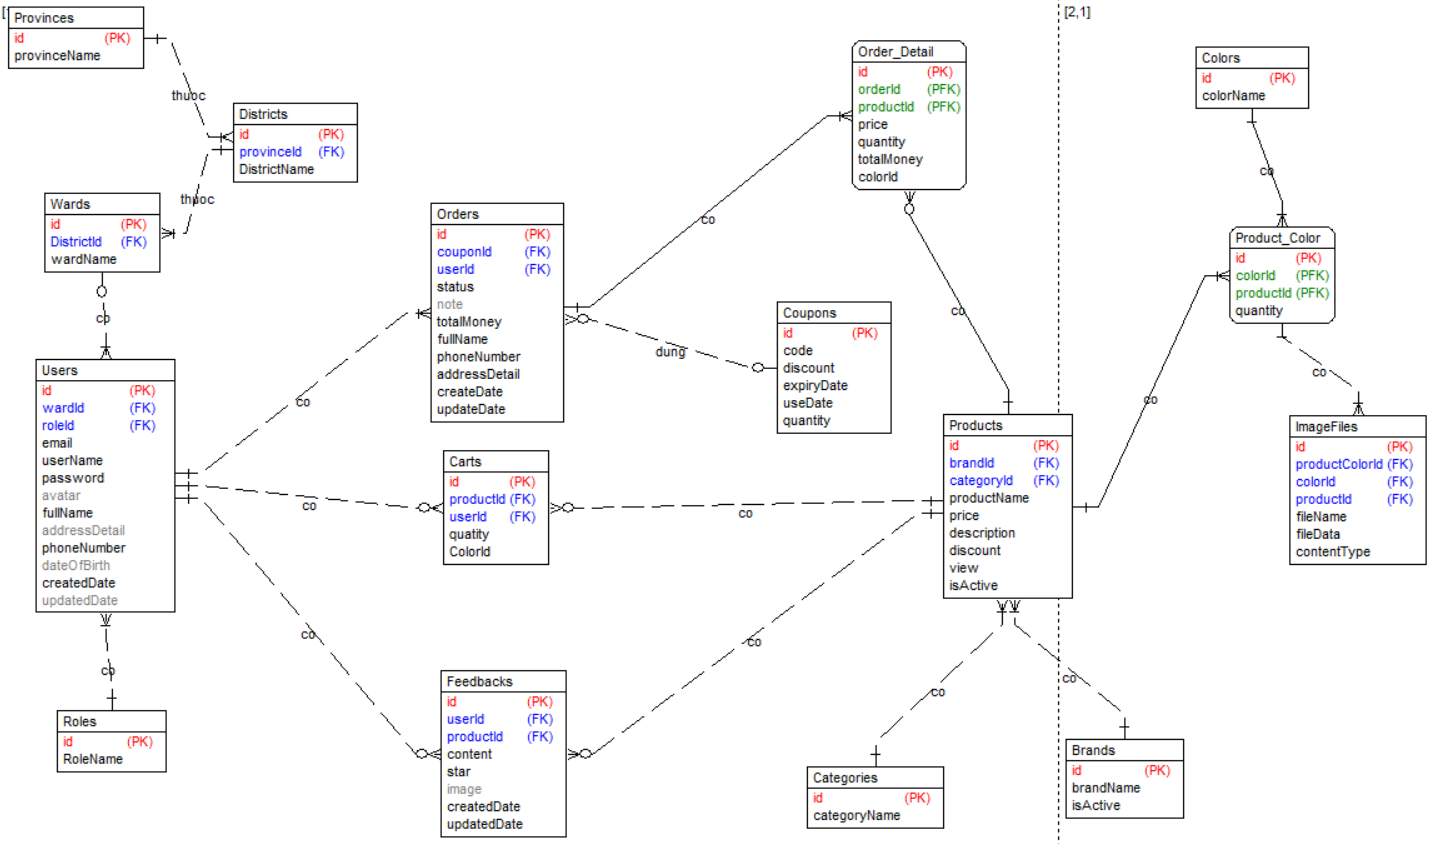 [
Provinces
id (PK)
provinceName
thuoc
Districts
id (PK)
provinceId (FK)
DistrictName
thuoc
Wards
id (PK)
DistrictId (FK)
wardName
co
Users
id (PK)
wardId (FK)
roleId (FK)
email
userName
password
avatar
fullName
addressDetail
phoneNumber
dateOfBirth
createdDate
updatedDate
co
Roles
id (PK)
RoleName
Orders
id (PK)
couponId (FK)
userId (FK)
status
note
totalMoney
fullName
phoneNumber
addressDetail
createDate
updateDate
co
co
dung
Carts
id (PK)
productId (FK)
userId (FK)
quatity
ColorId
co
co
Feedbacks
id (PK)
userId (FK)
productId (FK)
content
star
image
createdDate
updatedDate
co
co
Order_Detail
id (PK)
orderId (PFK)
productId (PFK)
price
quantity
totalMoney
colorId
co
Coupons
id (PK)
code
discount
expiryDate
useDate
quantity
Products
id (PK)
brandId (FK)
categoryId (FK)
productName
price
description
discount
view
isActive
co
co
Categories
id (PK)
categoryName
Brands
id (PK)
brandName
isActive
[2,1]
Colors
id (PK)
colorName
co
Product_Color
id (PK)
colorId (PFK)
productId (PFK)
quantity
co
co
ImageFiles
id (PK)
productColorId (FK)
colorId (FK)
productId (FK)
fileName
fileData
contentType